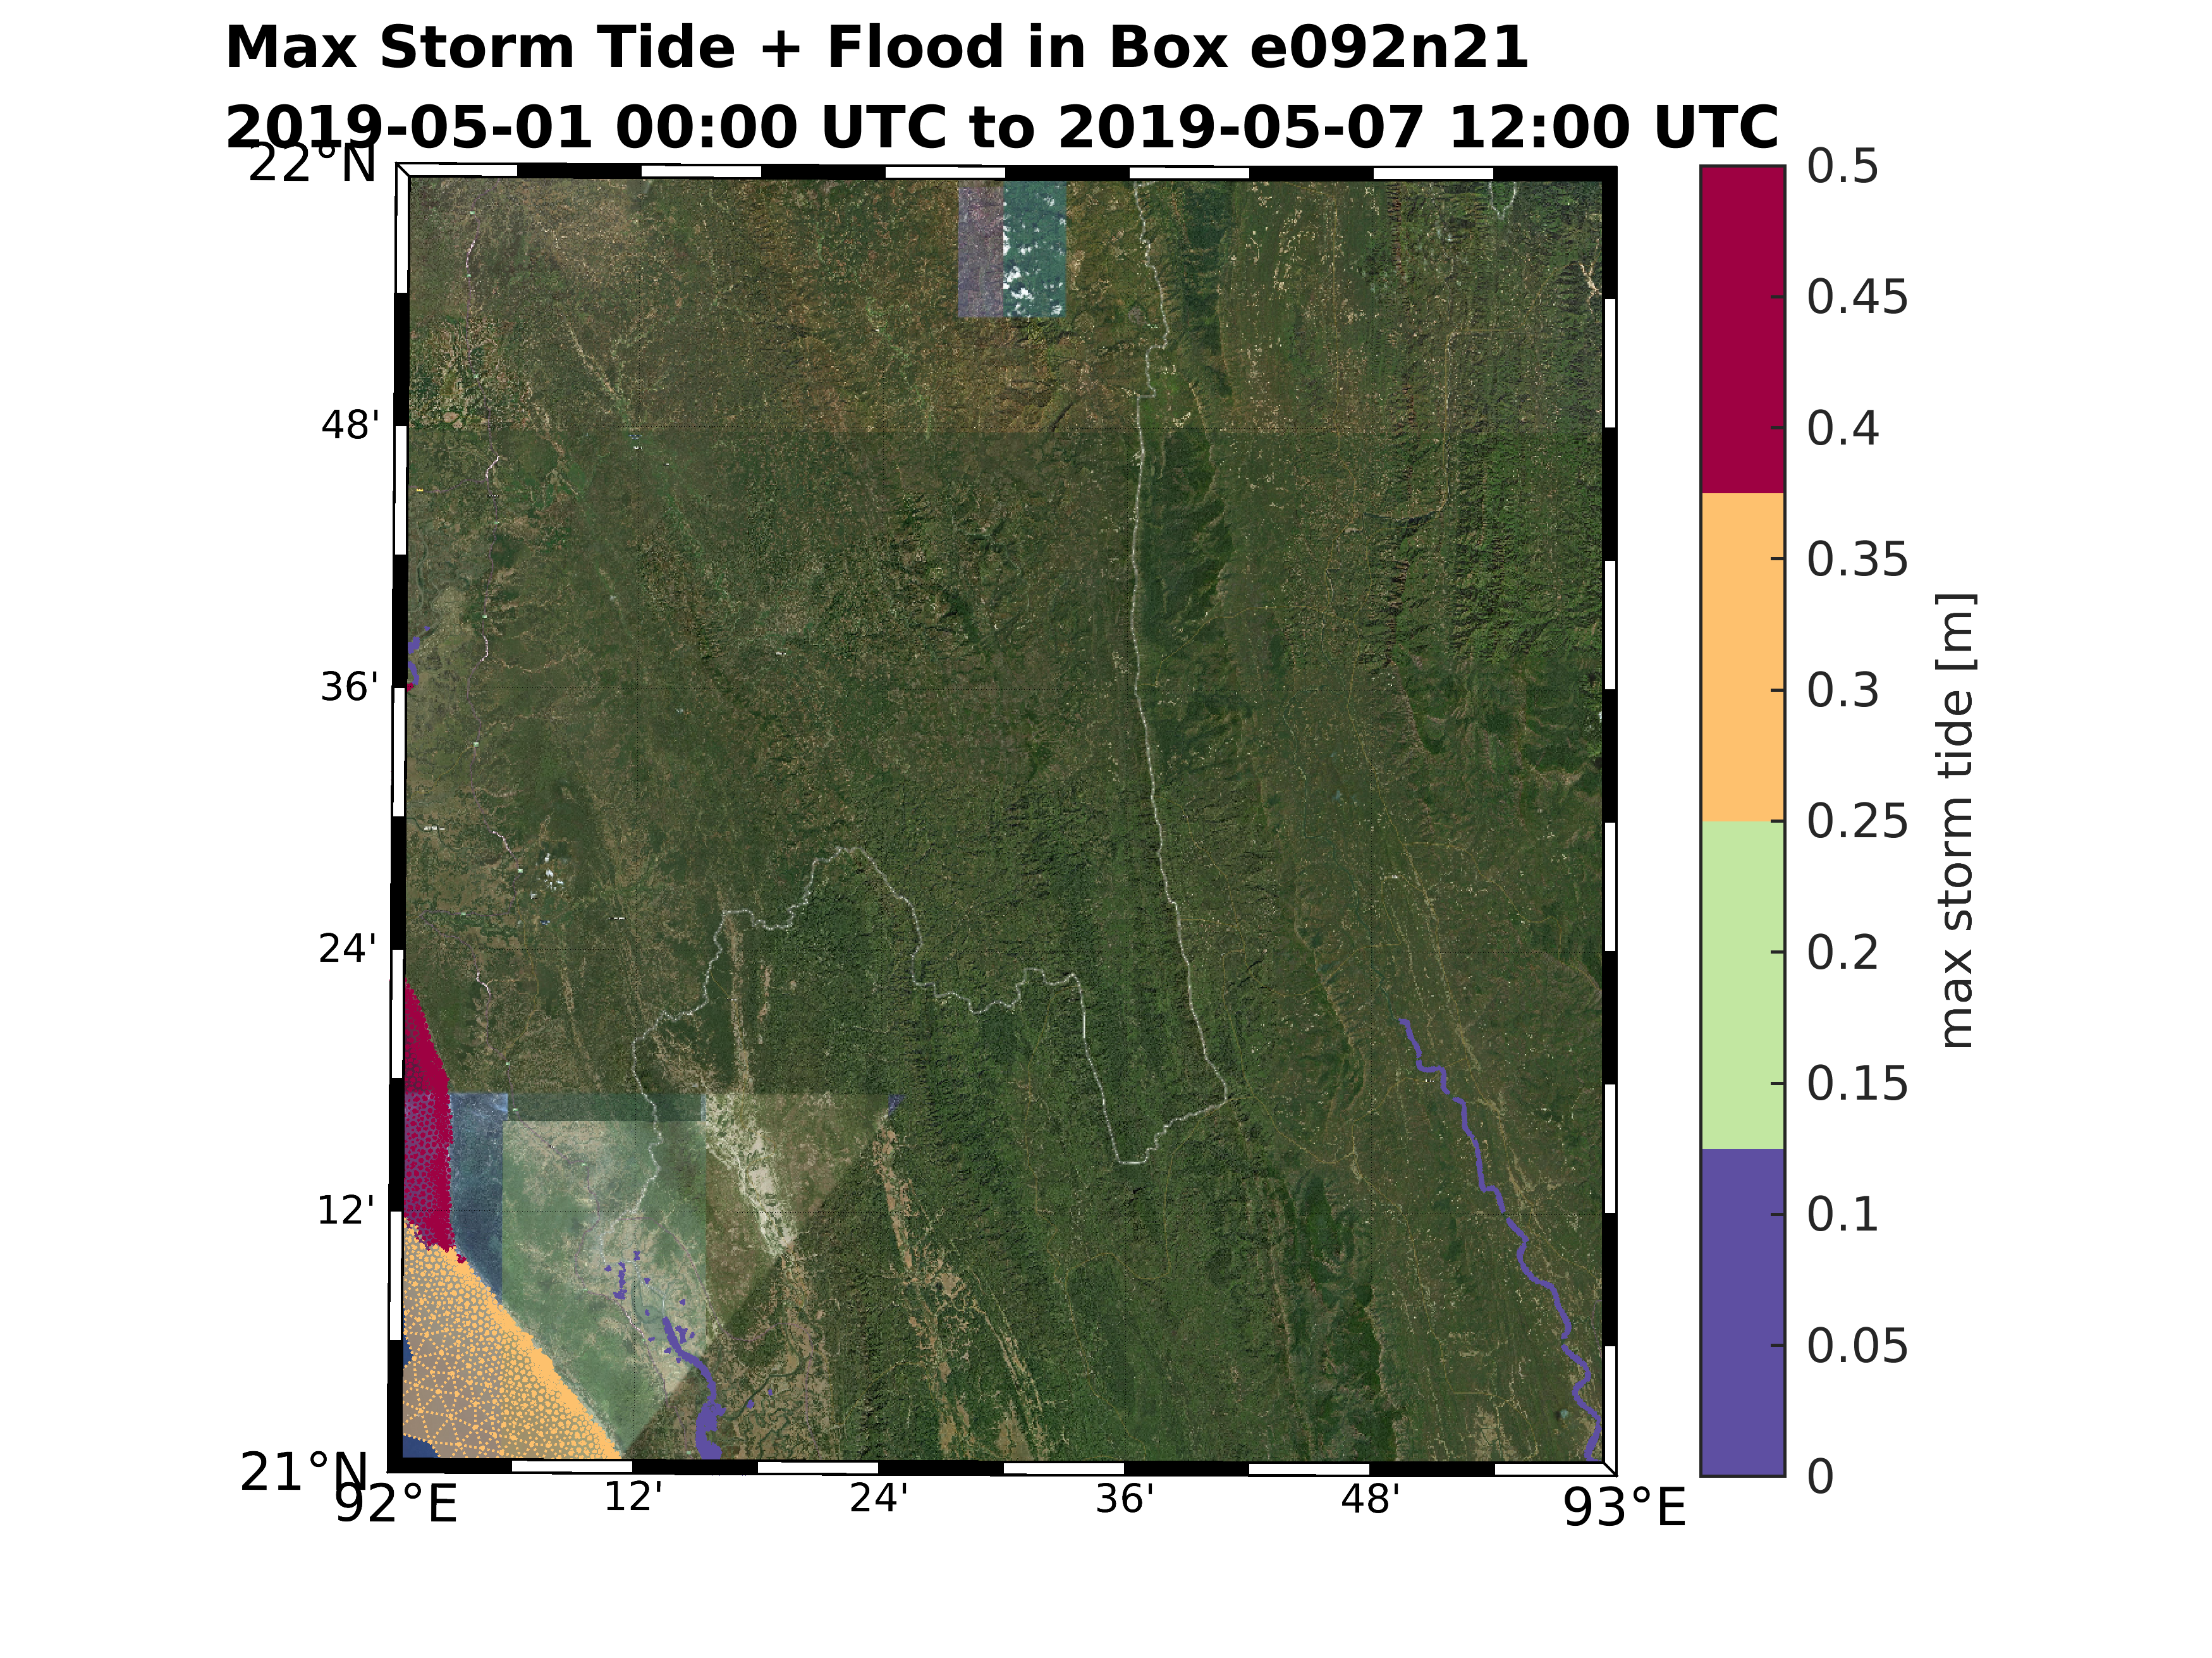 Max Storm Tide + Flood in Box e092n21
2019-05-01 00:00 UTC to 2019-05-07 12:00 UTC
22°N
48'
36'
24'
12'
21°N
92°E
12'
24'
36'
48'
93°E
0.5
0.45
0.4
0.35
0.3
0.25
0.2
0.15
0.1
0.05
0
max storm tide [m]